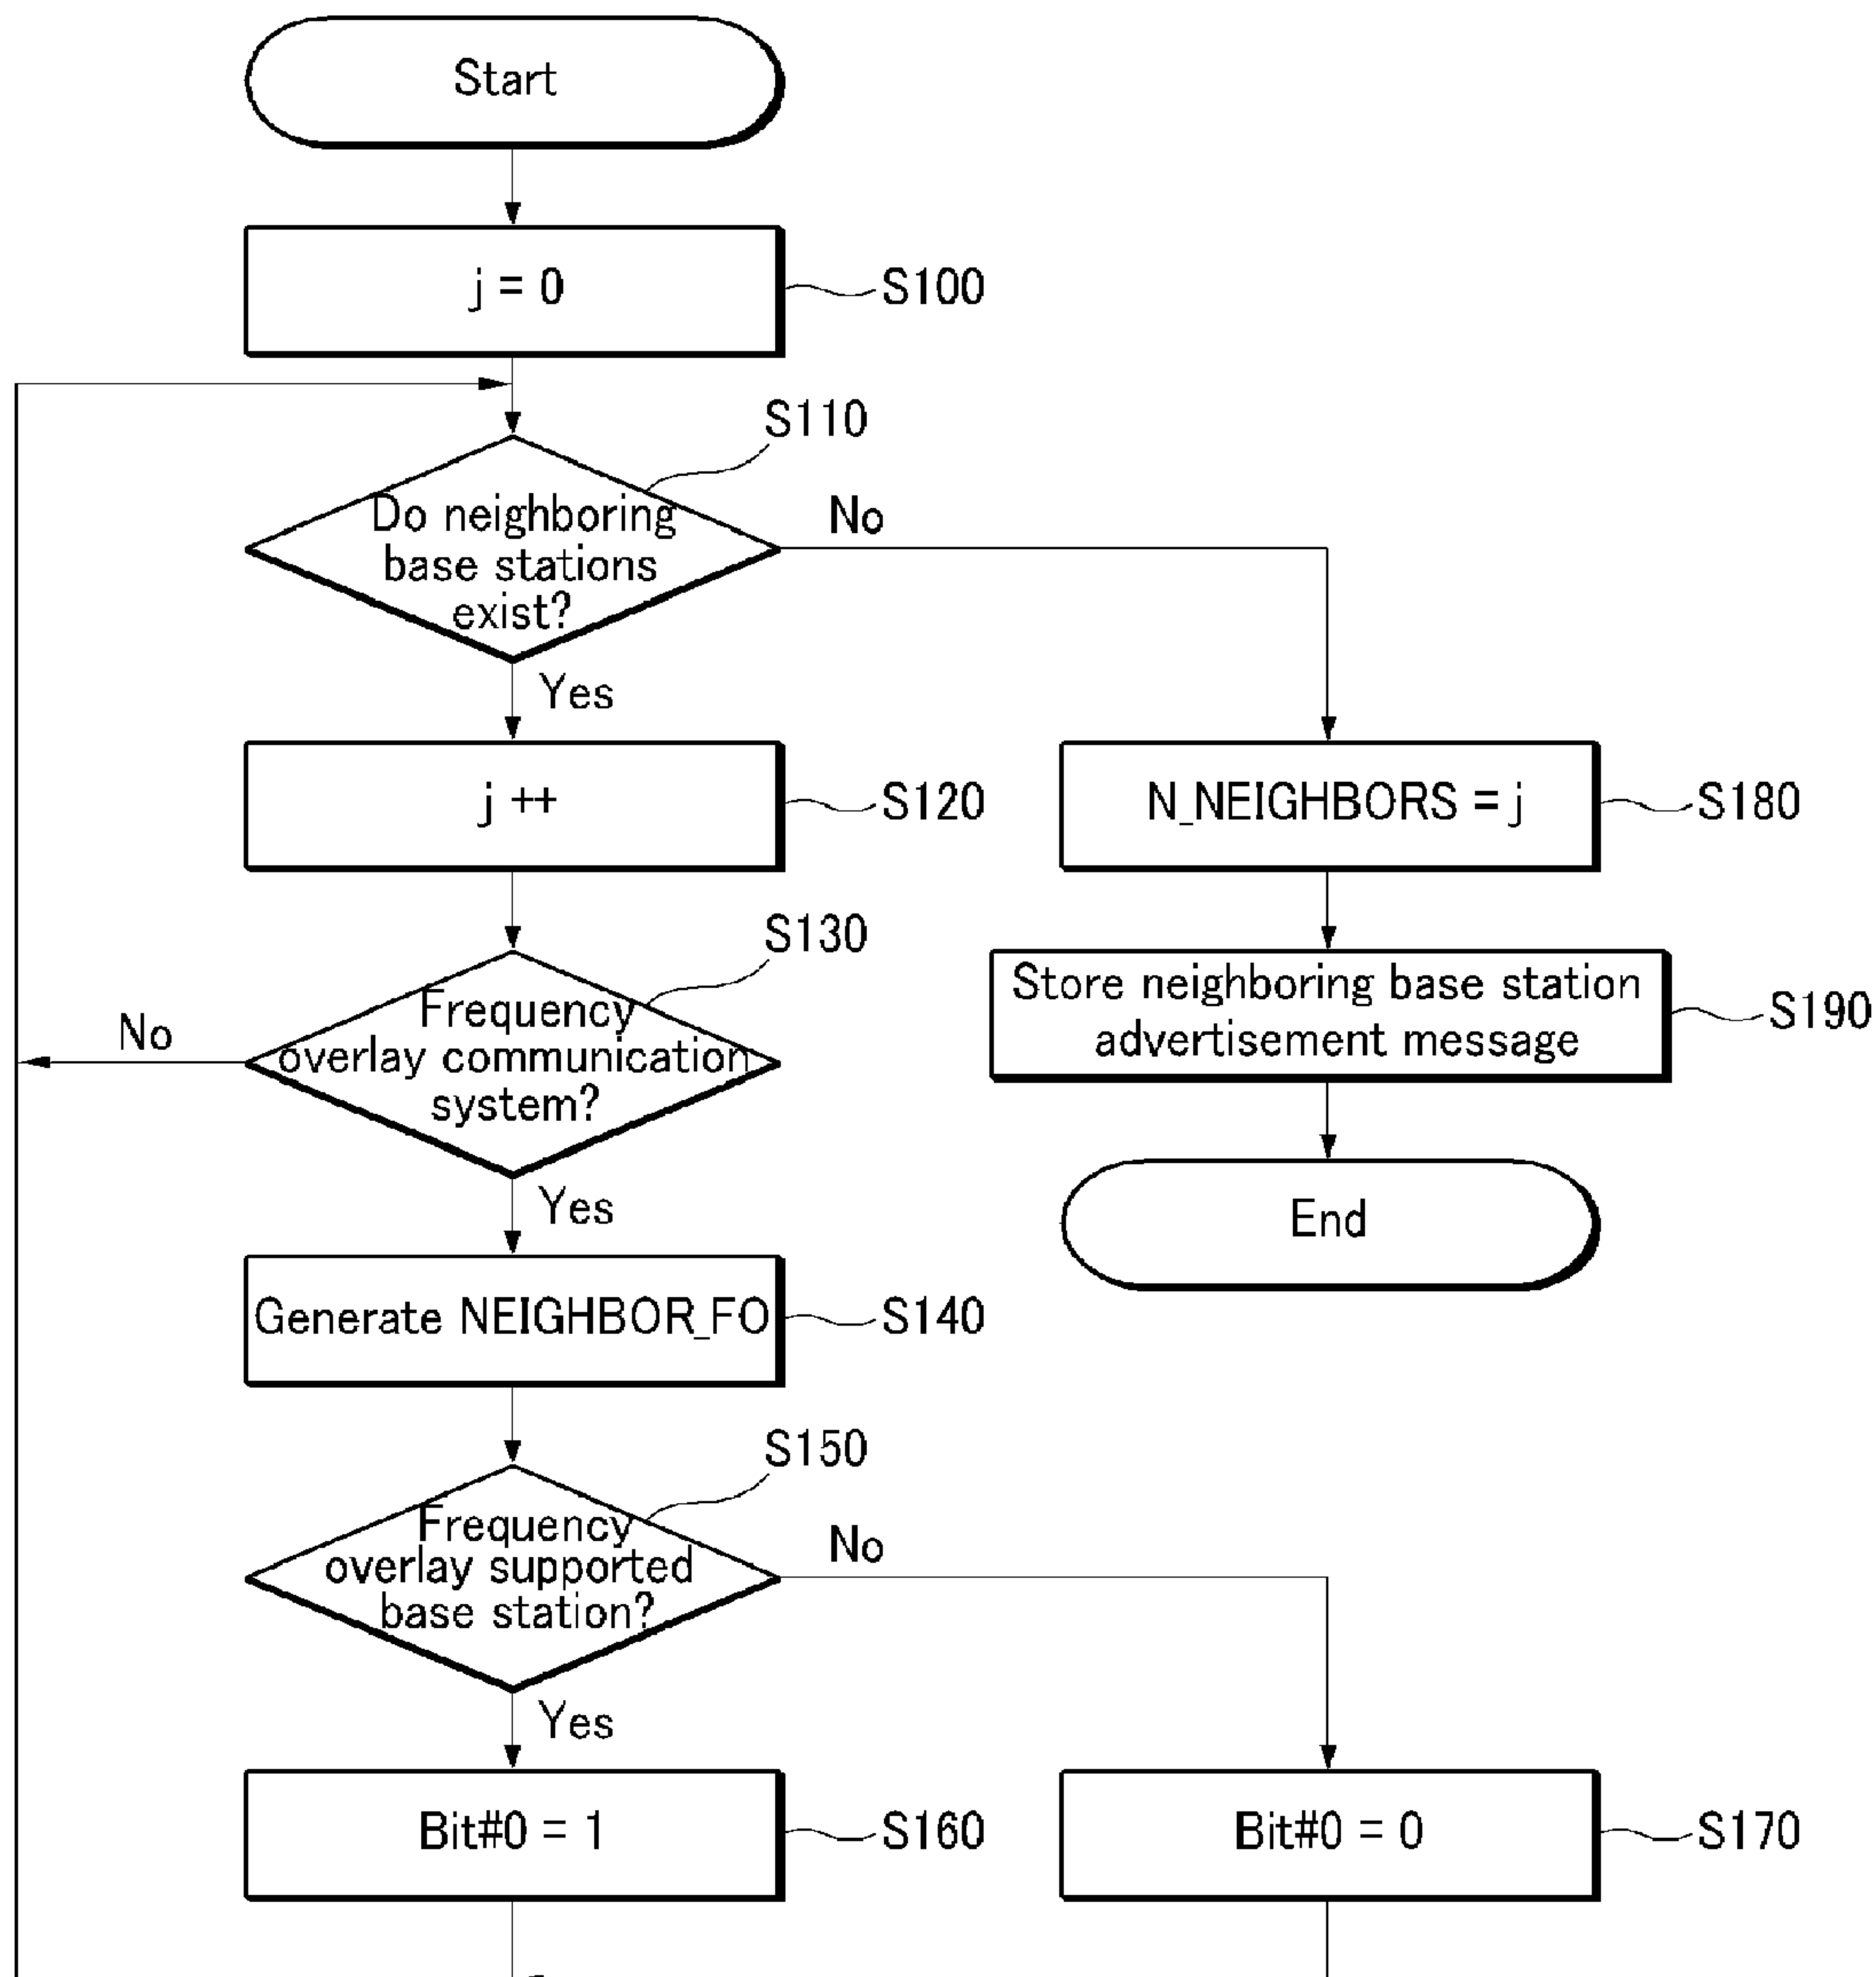 Start
j = 0
S100
S110
Do neighboring
base stations
exist?
No
Yes
j ++
S120
N_NEIGHBORS = j
S180
S130
Frequency
overlay communication
system?
No
Yes
Store neighboring base station
advertisement message
S190
End
Generate NEIGHBOR_FO
S140
S150
Frequency
overlay supported
base station?
No
Yes
Bit#0 = 1
S160
Bit#0 = 0
S170